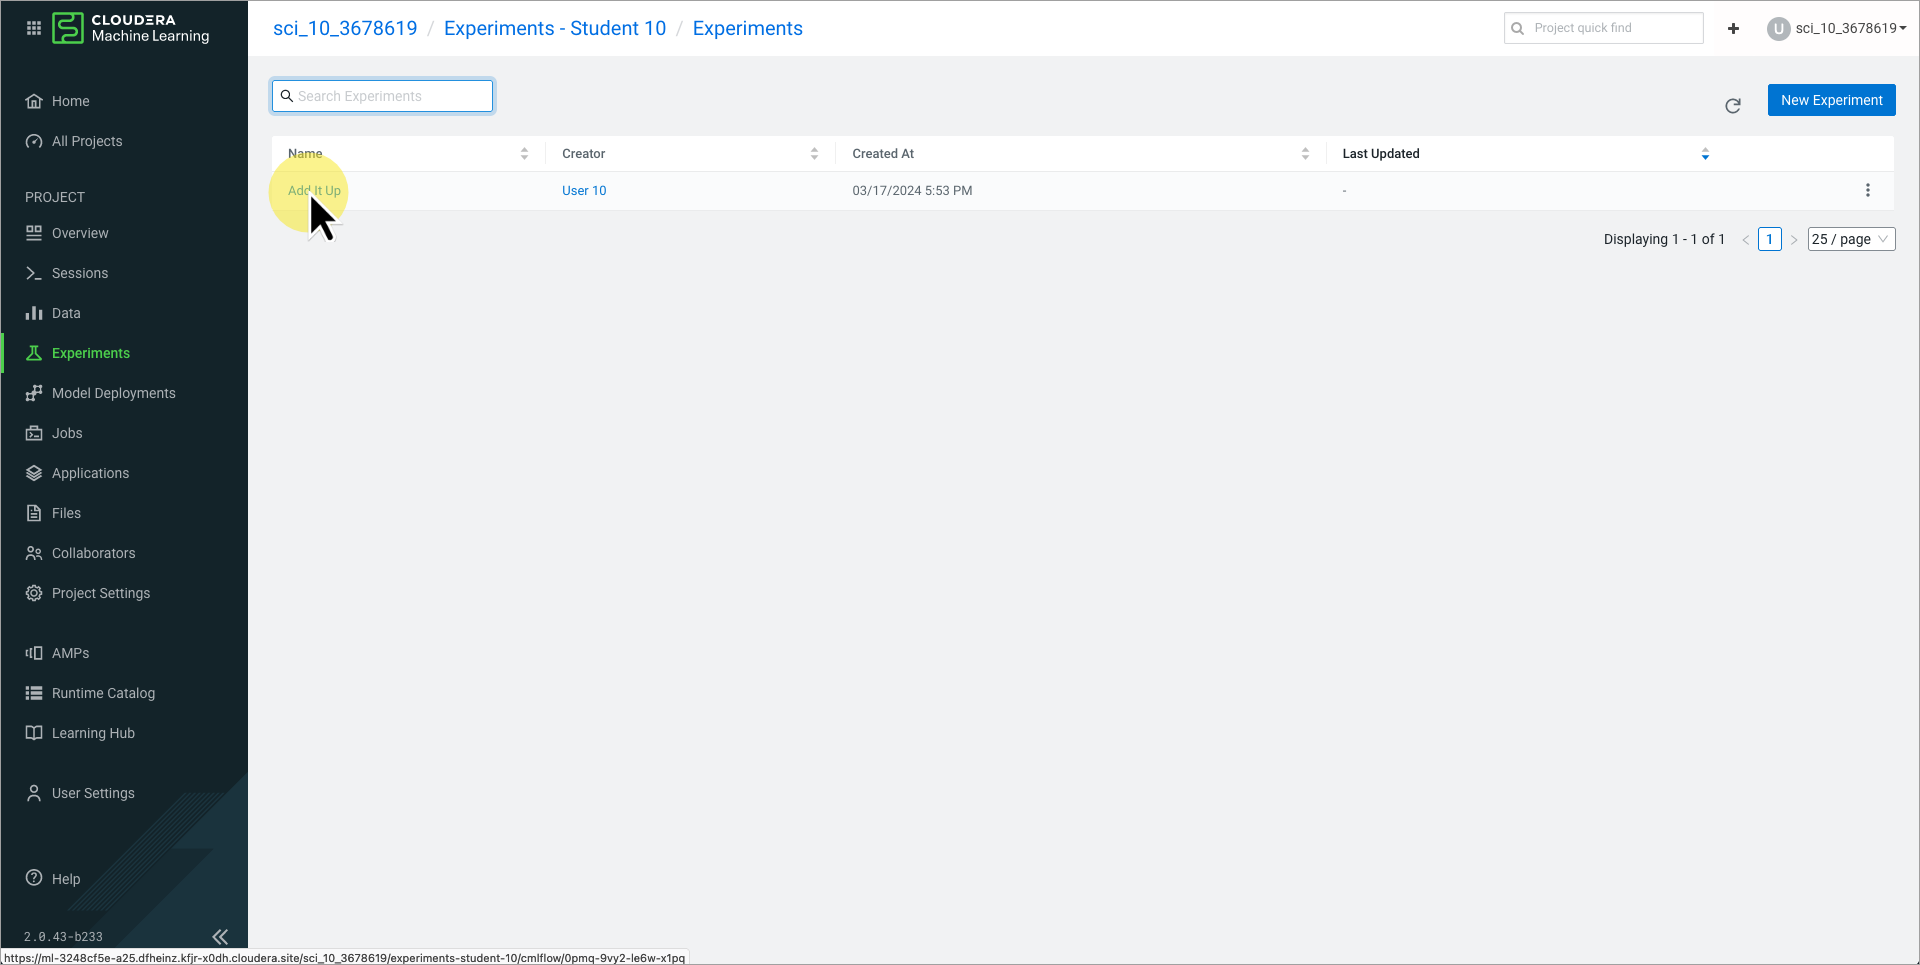 CLOUDERA
Machine Learning
sci_10_3678619 / Experiments - Student 10 / Experiments
Project quick find
U sci_10_3678619
Home
All Projects
PROJECT
Overview
Sessions
Data
Experiments
Model Deployments
Jobs
Applications
Files
Collaborators
Project Settings
AMPs
Runtime Catalog
Learning Hub
User Settings
Help
2.0.43-b233
Search Experiments
New Experiment
Name Creator Created At Last Updated
Add It Up User 10 03/17/2024 5:53 PM -
Displaying 1 - 1 of 1 < 1 > 25 / page
https://ml-3248cf5e-a25.dfheinz.kfjr-x0dh.cloudera.site/sci_10_3678619/experiments-student-10/cmlflow/0pmq-9vy2-le6w-x1pq